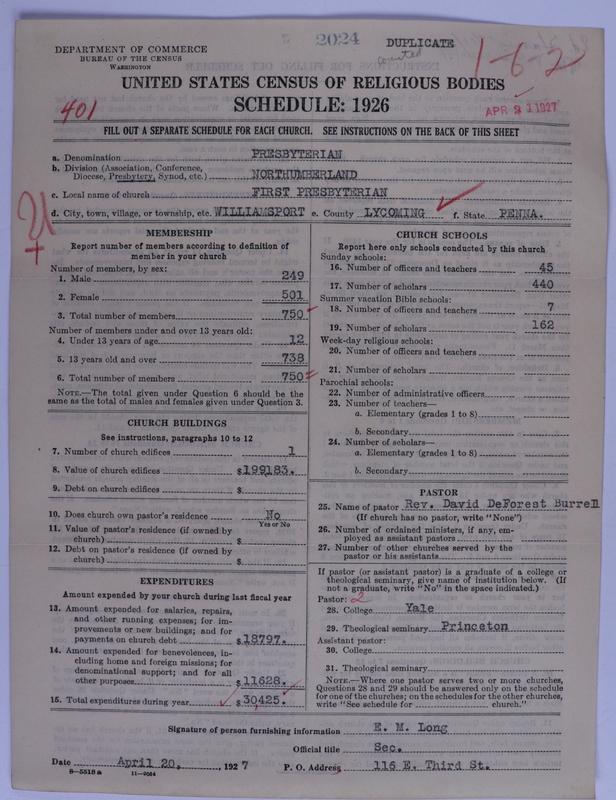 2024
DUPLICATE
counted
1-6-2
DEPARTMENT OF COMMERCE
BUREAU OF THE CENSUS
WASHINGTON
UNITED STATES CENSUS OF RELIGIOUS BODIES
401
SCHEDULE: 1926
APR 21 1927
FILL OUT A SEPARATE SCHEDULE FOR EACH CHURCH. SEE INSTRUCTIONS ON THE BACK OF THIS SHEET
a. Denomination PRESBYTERIAN
b. Division (Association, Conference,
Diocese, Presbytery, Synod, etc.) NORTHUMBERLAND
c. Local name of church FIRST PRESBYTERIAN
d. City, town, village, or township, etc. WILLIAMSPORT e. County LYCOMING f. State PENNA.
MEMBERSHIP
Report number of members according to definition of
member in your church
Number of members, by sex:
1. Male 249
2. Female 501
3. Total number of members 750
Number of members under and over 13 years old:
4. Under 13 years of age 12
5. 13 years old and over 738
6. Total number of members 750
NOTE.—The total given under Question 6 should be the
same as the total of males and females given under Question 3.
CHURCH BUILDINGS
See instructions, paragraphs 10 to 12
7. Number of church edifices 1
8. Value of church edifices $199183.
9. Debt on church edifices $
10. Does church own pastor's residence No
Yes or No
11. Value of pastor's residence (if owned by
church) $
12. Debt on pastor's residence (if owned by
church) $
EXPENDITURES
Amount expended by your church during last fiscal year
13. Amount expended for salaries, repairs,
and other running expenses; for im-
provements or new buildings; and for
payments on church debt $18797.
14. Amount expended for benevolences, in-
cluding home and foreign missions; for
denominational support; and for all
other purposes $11628.
15. Total expenditures during year $30,425.
CHURCH SCHOOLS
Report here only schools conducted by this church
Sunday schools:
16. Number of officers and teachers 45
17. Number of scholars 440
Summer vacation Bible schools:
18. Number of officers and teachers 7
19. Number of scholars 162
Week-day religious schools:
20. Number of officers and teachers
21. Number of scholars
Parochial schools:
22. Number of administrative officers
23. Number of teachers—
a. Elementary (grades 1 to 8)
b. Secondary
24. Number of scholars—
a. Elementary (grades 1 to 8)
b. Secondary
PASTOR
25. Name of pastor Rev. David DeForest Burrell
(If church has no pastor, write "None")
26. Number of ordained ministers, if any, em-
ployed as assistant pastors
27. Number of other churches served by the
pastor or his assistants
If pastor (or assistant pastor) is a graduate of a college or
theological seminary, give name of institution below. (If
not a graduate, write "No" in the space indicated.)
Pastor: 2
28. College Yale
29. Theological seminary Princeton
Assistant pastor:
30. College
31. Theological seminary
NOTE.—Where one pastor serves two or more churches,
Questions 28 and 29 should be answered only on the schedule
for one of the churches; on the schedules for the other churches,
write "See schedule for church."
Signature of person furnishing information E. M. Long
Official title Sec.
Date April 20, 1927 P. O. Address 116 E. Third St.
8-5518a 11-9024